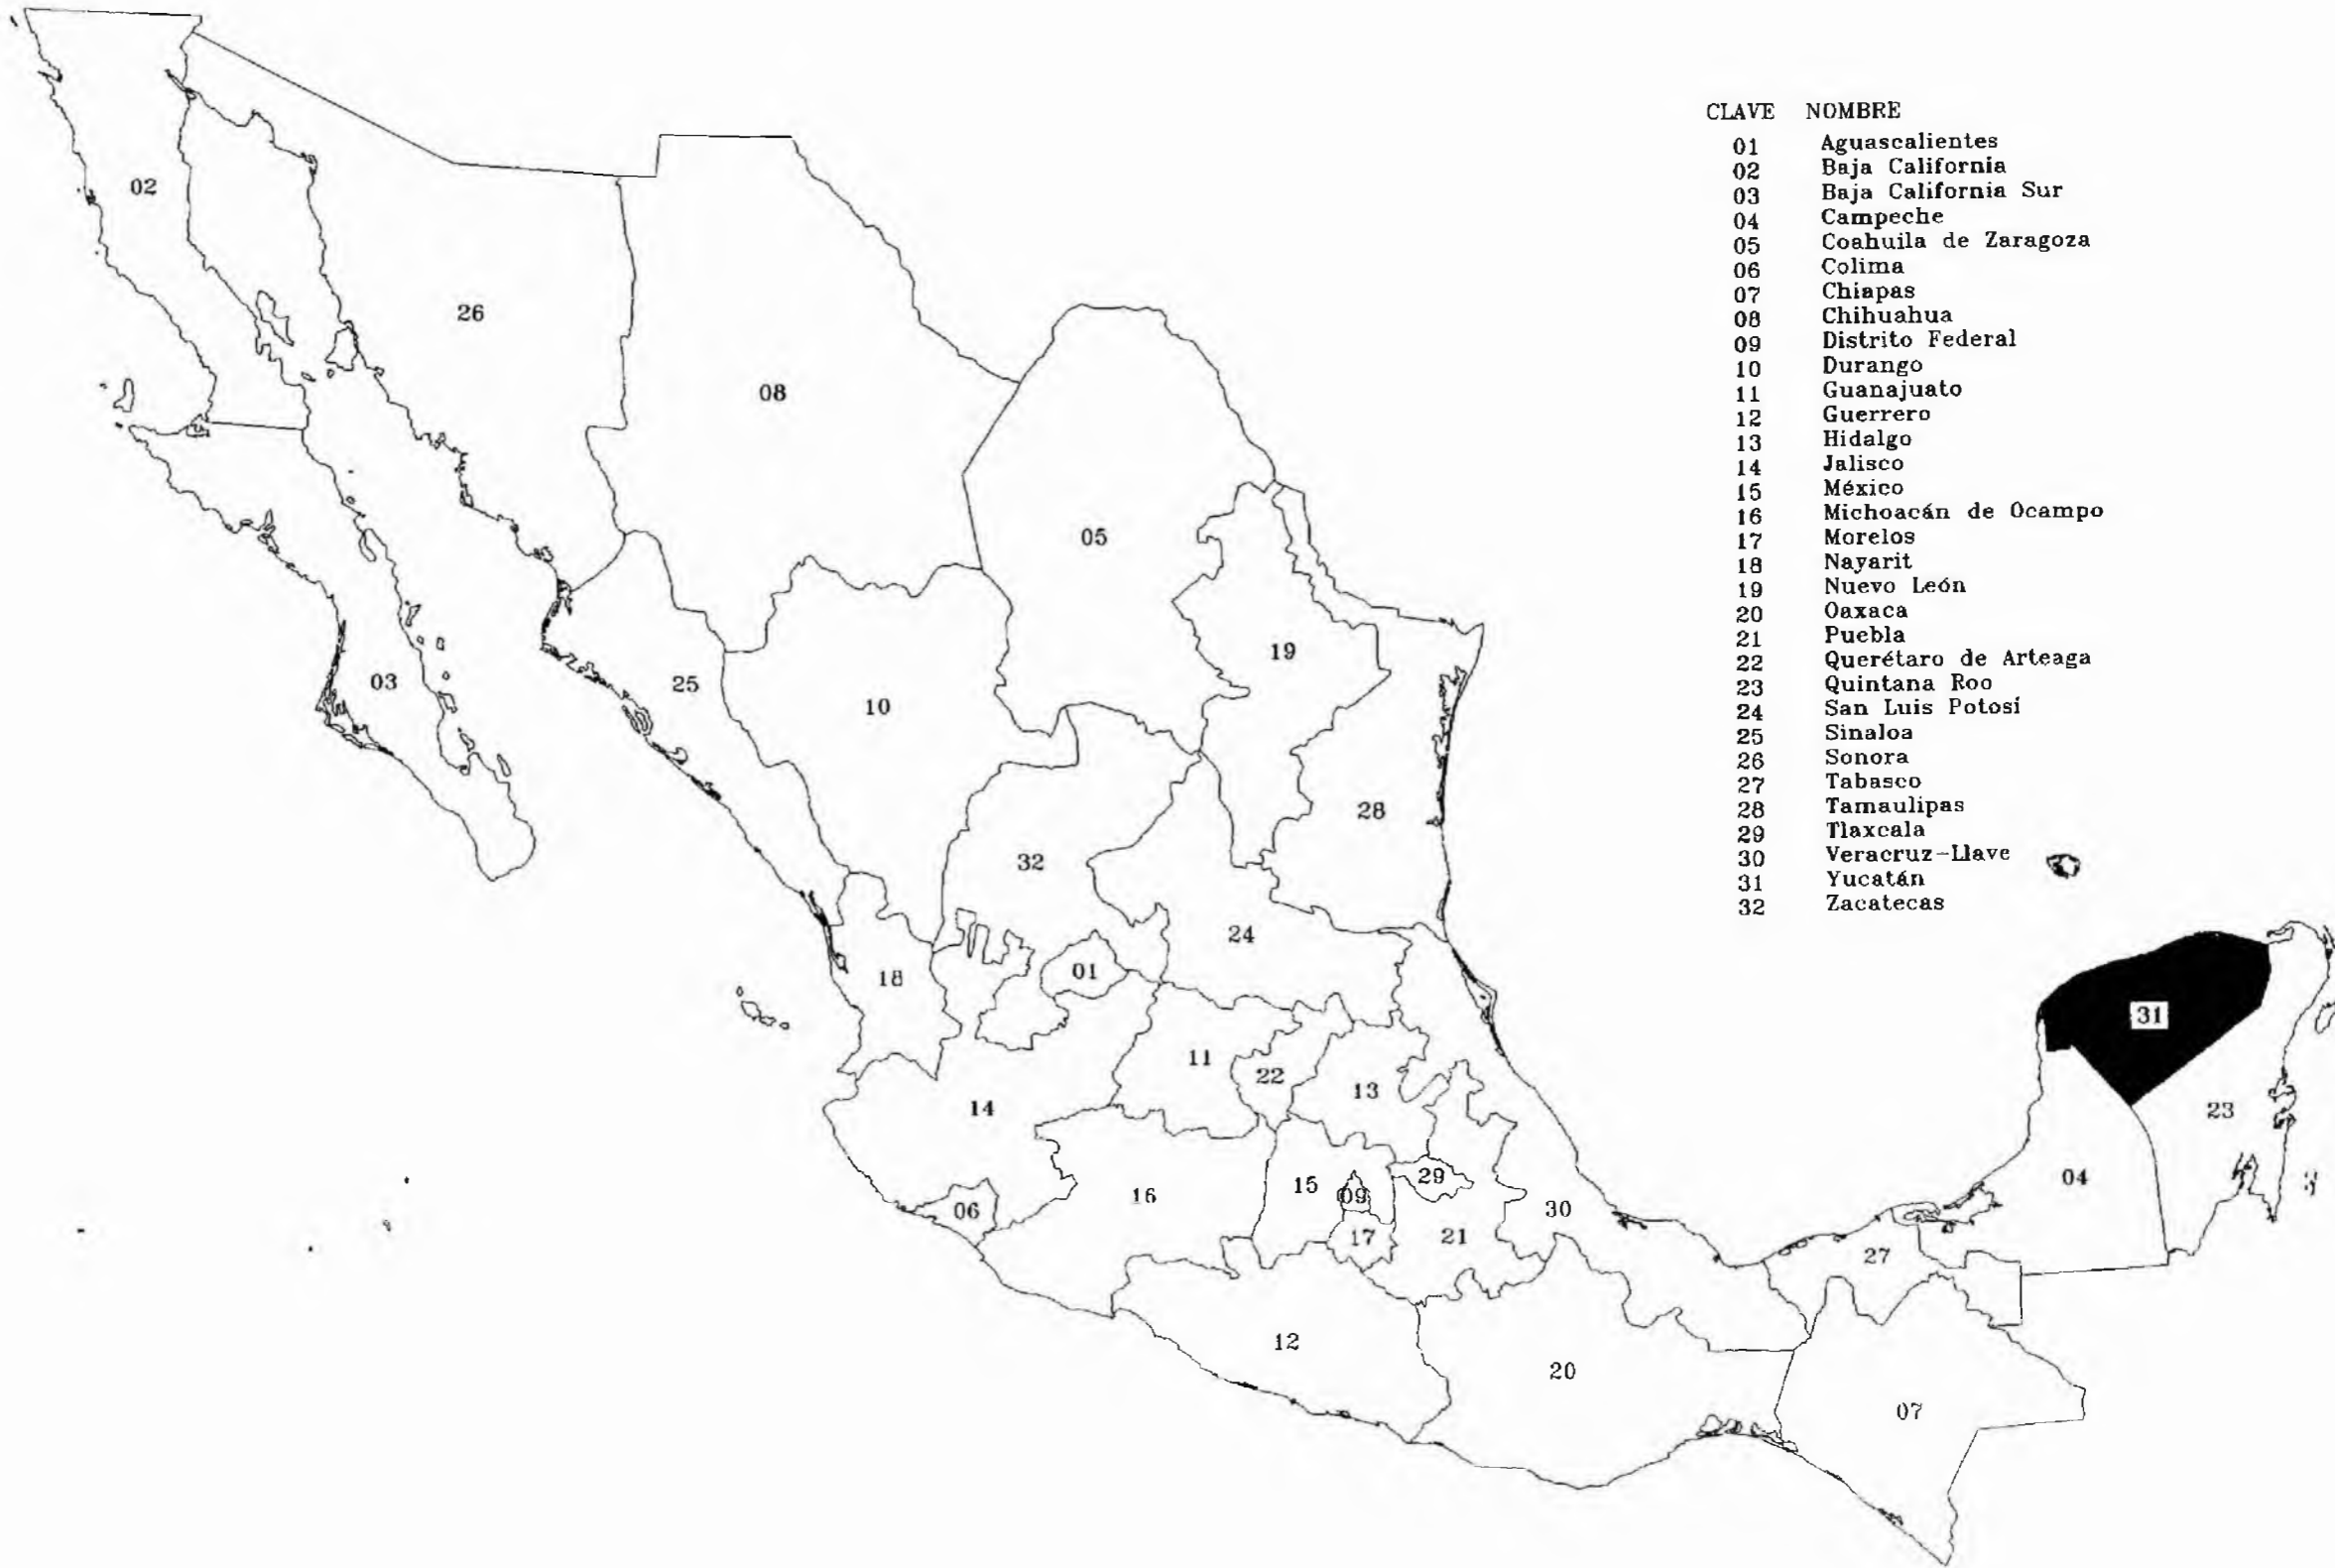 CLAVE NOMBRE
01 Aguascalientes
02 Baja California
03 Baja California Sur
04 Campeche
05 Coahuila de Zaragoza
06 Colima
07 Chiapas
08 Chihuahua
09 Distrito Federal
10 Durango
11 Guanajuato
12 Guerrero
13 Hidalgo
14 Jalisco
15 México
16 Michoacán de Ocampo
17 Morelos
18 Nayarit
19 Nuevo León
20 Oaxaca
21 Puebla
22 Querétaro de Arteaga
23 Quintana Roo
24 San Luis Potosí
25 Sinaloa
26 Sonora
27 Tabasco
28 Tamaulipas
29 Tlaxcala
30 Veracruz-Llave
31 Yucatán
32 Zacatecas
02
26
08
05
19
03
25
10
28
32
24
01
18
31
11
22
13
14
23
29
04
15
09
16
06
30
17
21
27
12
20
07